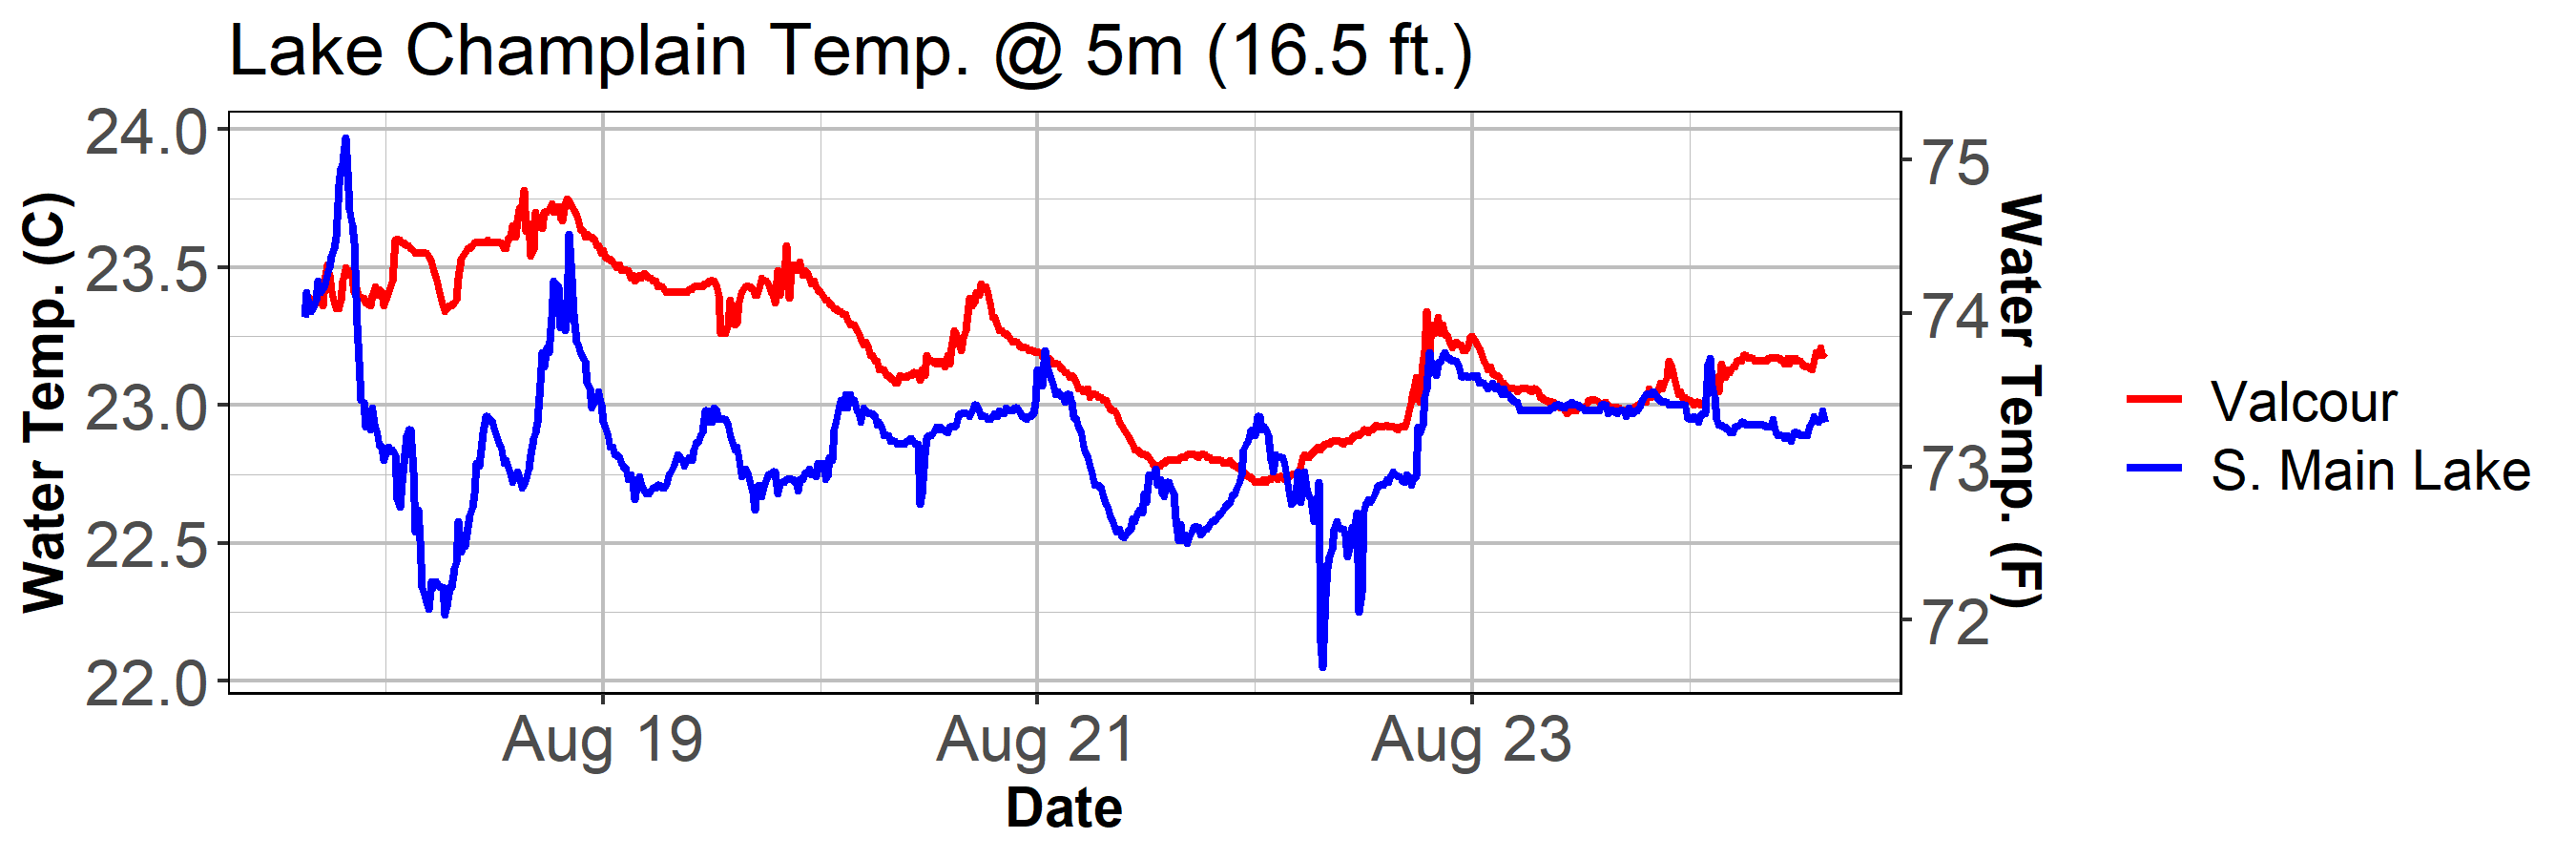 Lake Champlain Temp. @ 5m (16.5 ft.)
Water Temp. (C)
24.0
23.5
23.0
22.5
22.0
75
74
73
72
Water Temp. (F)
Aug 19
Aug 21
Aug 23
Date
Valcour
S. Main Lake